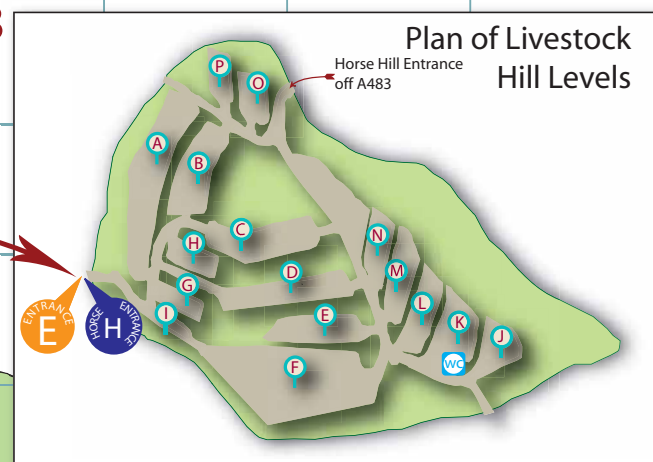 Plan of Livestock
Hill Levels
Horse Hill Entrance
off A483
P
O
A
B
C
H
N
D
M
G
L
I
E
K
J
F
WC
ENTRANCE
E
HORSE ENTRANCE
H